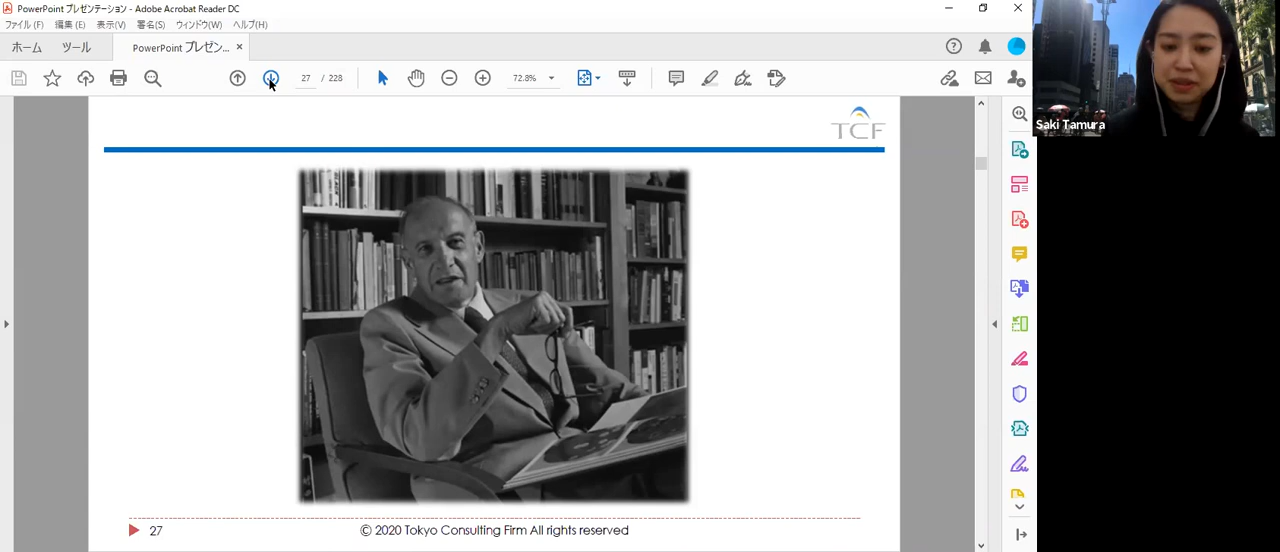 PowerPoint プレゼンテーション - Adobe Acrobat Reader DC
ファイル (F) 編集 (E) 表示(V) 署名(S) ウィンドウ(W) ヘルプ(H)
ホーム ツール PowerPoint プレゼン... ×
27 / 228 72.8%
Saki Tamura
TCF
27 © 2020 Tokyo Consulting Firm All rights reserved